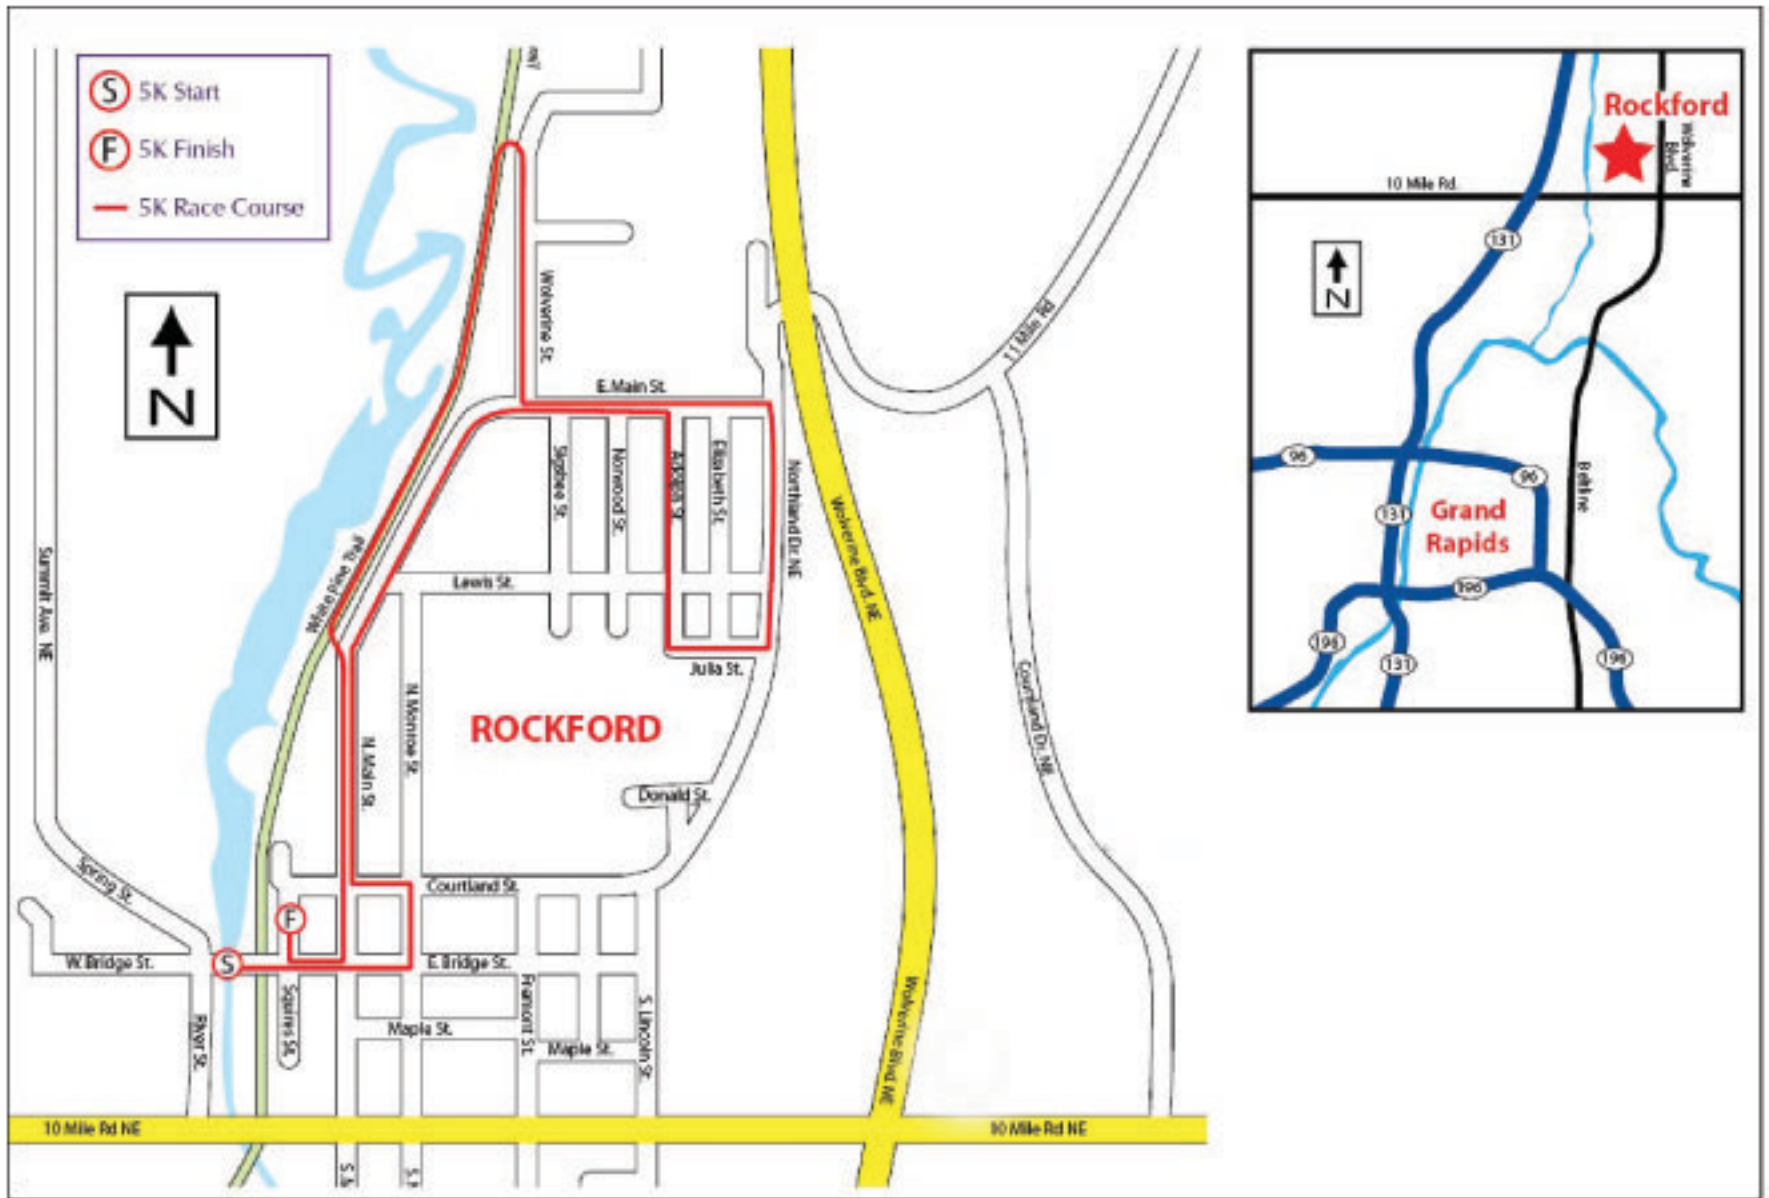 S 5K Start
F 5K Finish
5K Race Course
N
Wolverine St.
E. Main St.
11 Mile Rd
Sigsbee St.
Norwood St.
Elizabeth St.
Northland Dr. NE
Wolverine Blvd. NE
White Pine Trail
Lewis St.
Summit Ave. NE
Julia St.
Courtland Dr. NE
N. Main St.
N. Monroe St.
ROCKFORD
Donald St.
Spring St.
Courtland St.
F
S
W. Bridge St.
E. Bridge St.
River St.
Squires St.
Maple St.
Fremont St.
Maple St.
S. Lincoln St.
Wolverine Blvd. NE
10 Mile Rd NE
10 Mile Rd NE
Rockford
Wolverine
Blvd.
10 Mile Rd.
N
131
96
96
Beltline
131
Grand
Rapids
196
196
131
196